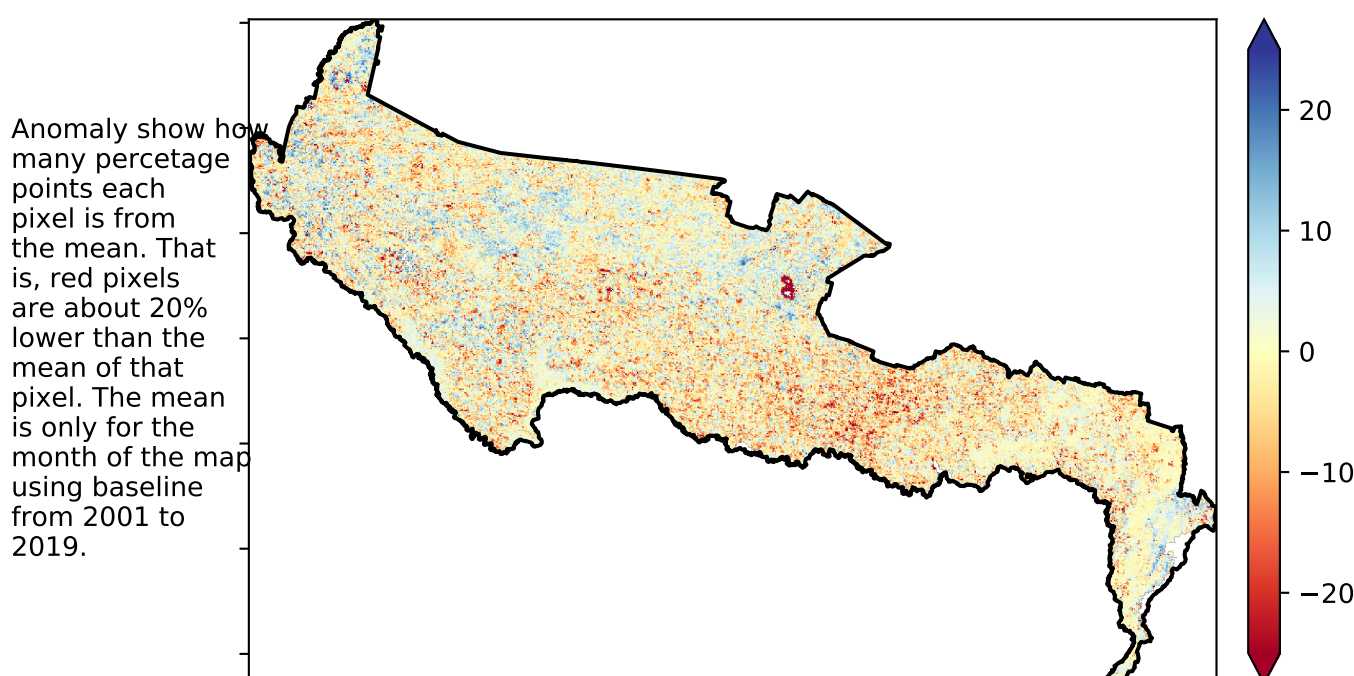 Anomaly show how
many percetage
points each
pixel is from
the mean. That
is, red pixels
are about 20%
lower than the
mean of that
pixel. The mean
is only for the
month of the map
using baseline
from 2001 to
2019.
20
10
0
−10
−20